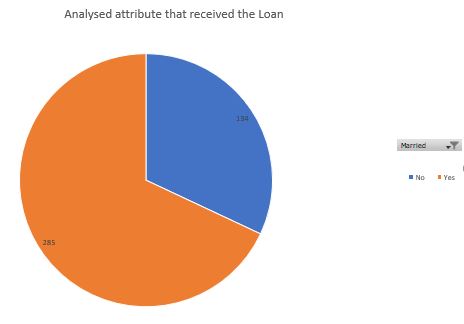 Analysed attribute that received the Loan
134
Married
No Yes
285